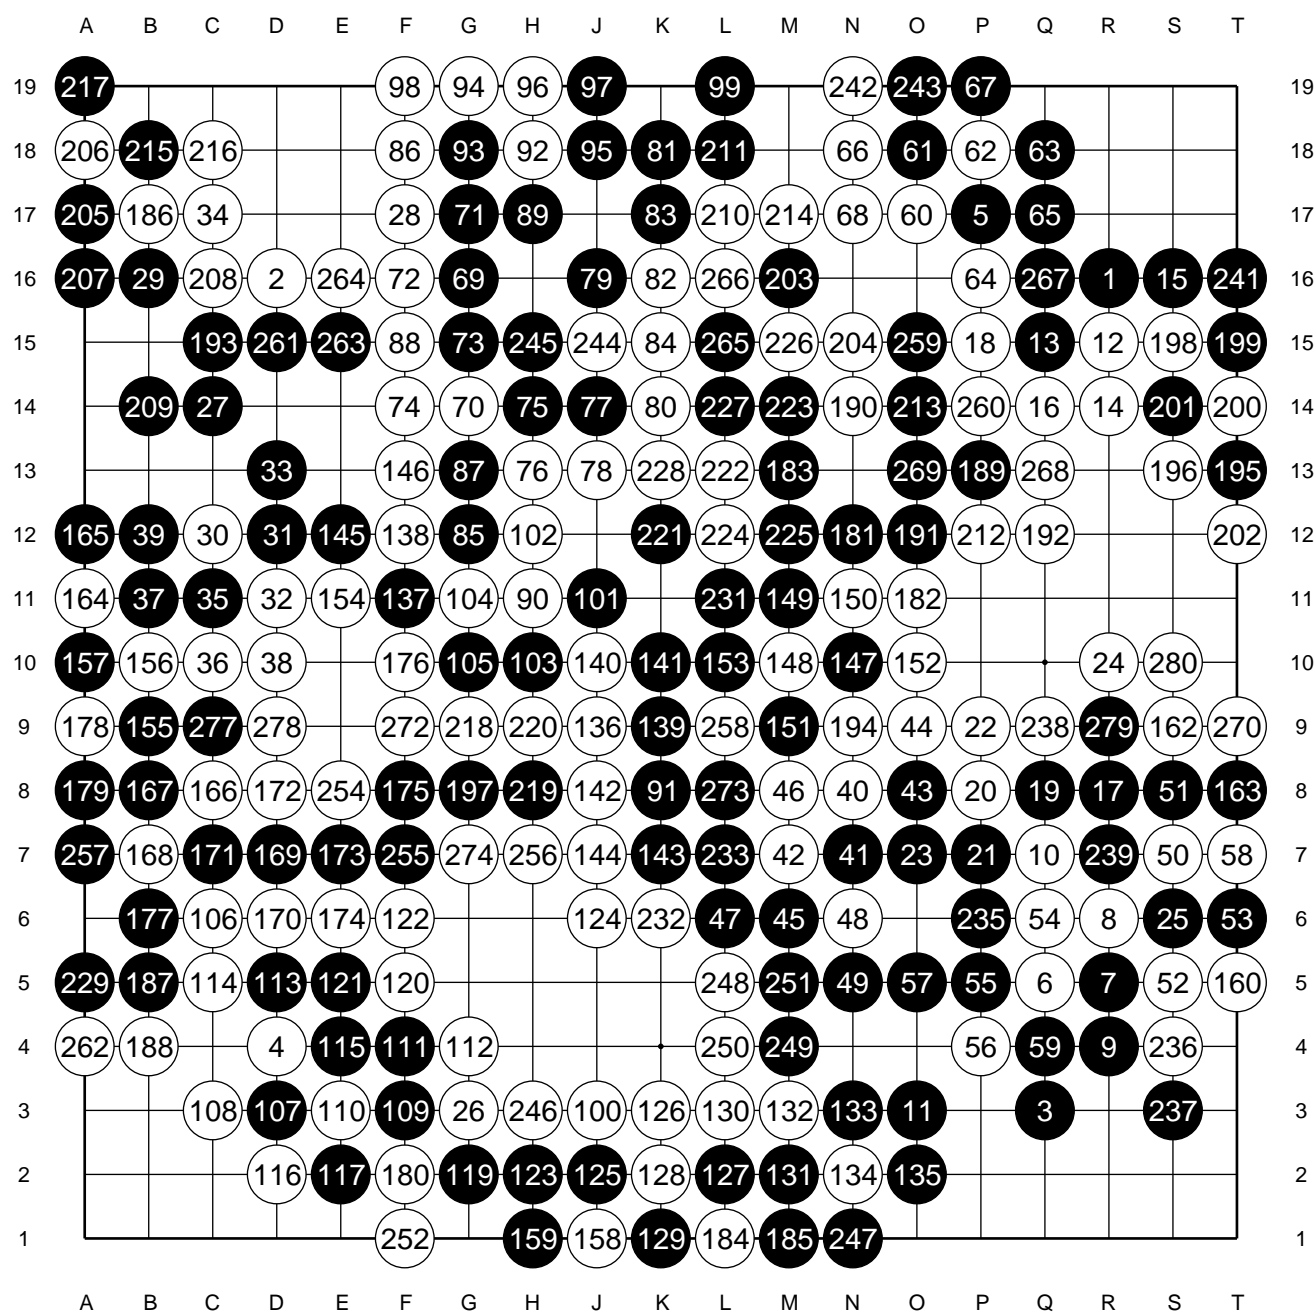 A B C D E F G H J K L M N O P Q R S T
19 217 98 94 96 97 99 242 243 67 19
18 206 215 216 86 93 92 95 81 211 66 61 62 63 18
17 205 186 34 28 71 89 83 210 214 68 60 5 65 17
16 207 29 208 2 264 72 69 79 82 266 203 64 267 1 15 241 16
15 193 261 263 88 73 245 244 84 265 226 204 259 18 13 12 198 199 15
14 209 27 74 70 75 77 80 227 223 190 213 260 16 14 201 200 14
13 33 146 87 76 78 228 222 183 269 189 268 196 195 13
12 165 39 30 31 145 138 85 102 221 224 225 181 191 212 192 202 12
11 164 37 35 32 154 137 104 90 101 231 149 150 182 11
10 157 156 36 38 176 105 103 140 141 153 148 147 152 24 280 10
9 178 155 277 278 272 218 220 136 139 258 151 194 44 22 238 279 162 270 9
8 179 167 166 172 254 175 197 219 142 91 273 46 40 43 20 19 17 51 163 8
7 257 168 171 169 173 255 274 256 144 143 233 42 41 23 21 10 239 50 58 7
6 177 106 170 174 122 124 232 47 45 48 235 54 8 25 53 6
5 229 187 114 113 121 120 248 251 49 57 55 6 7 52 160 5
4 262 188 4 115 111 112 250 249 56 59 9 236 4
3 108 107 110 109 26 246 100 126 130 132 133 11 3 237 3
2 116 117 180 119 123 125 128 127 131 134 135 2
1 252 159 158 129 184 185 247 1
A B C D E F G H J K L M N O P Q R S T